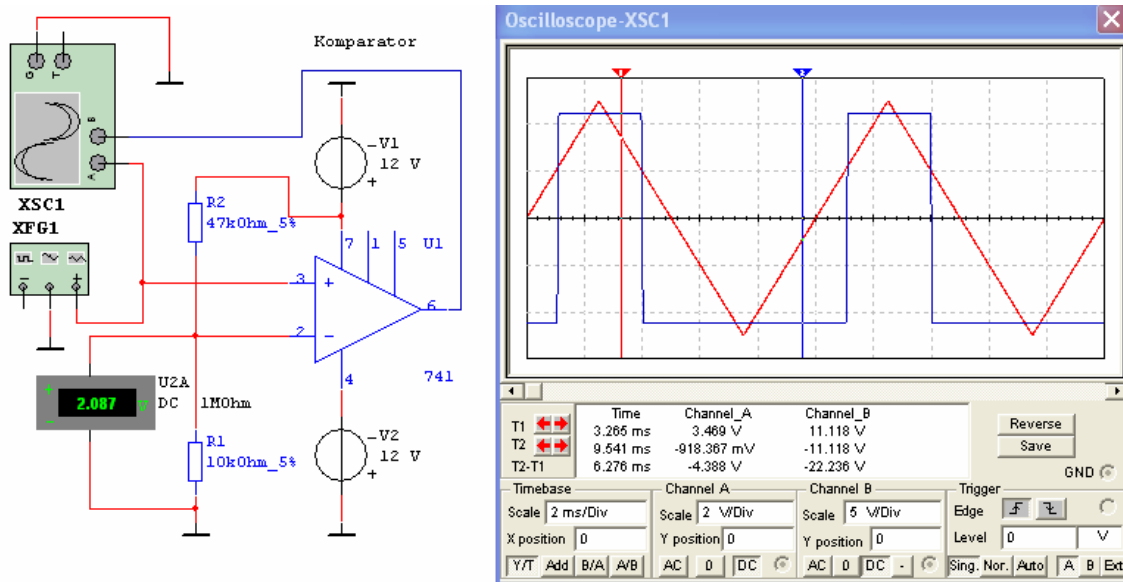 Komparator
G
T
B
A
XSC1
XFG1
V1
12 V
+
R2
47kOhm_5%
7
1
5
U1
3
+
6
2
−
4
741
+
−
2.087
V
U2A
DC 1MOhm
R1
10kOhm_5%
V2
12 V
+
Oscilloscope-XSC1
1
2
Time Channel_A Channel_B
T1 3.265 ms 3.469 V 11.118 V
T2 9.541 ms -918.367 mV -11.118 V
T2-T1 6.276 ms -4.388 V -22.236 V
Reverse
Save
GND
Timebase
Scale 2 ms/Div
X position 0
Y/T Add B/A A/B
Channel A
Scale 2 V/Div
Y position 0
AC 0 DC
Channel B
Scale 5 V/Div
Y position 0
AC 0 DC -
Trigger
Edge
Level 0 V
Sing. Nor. Auto A B Ext